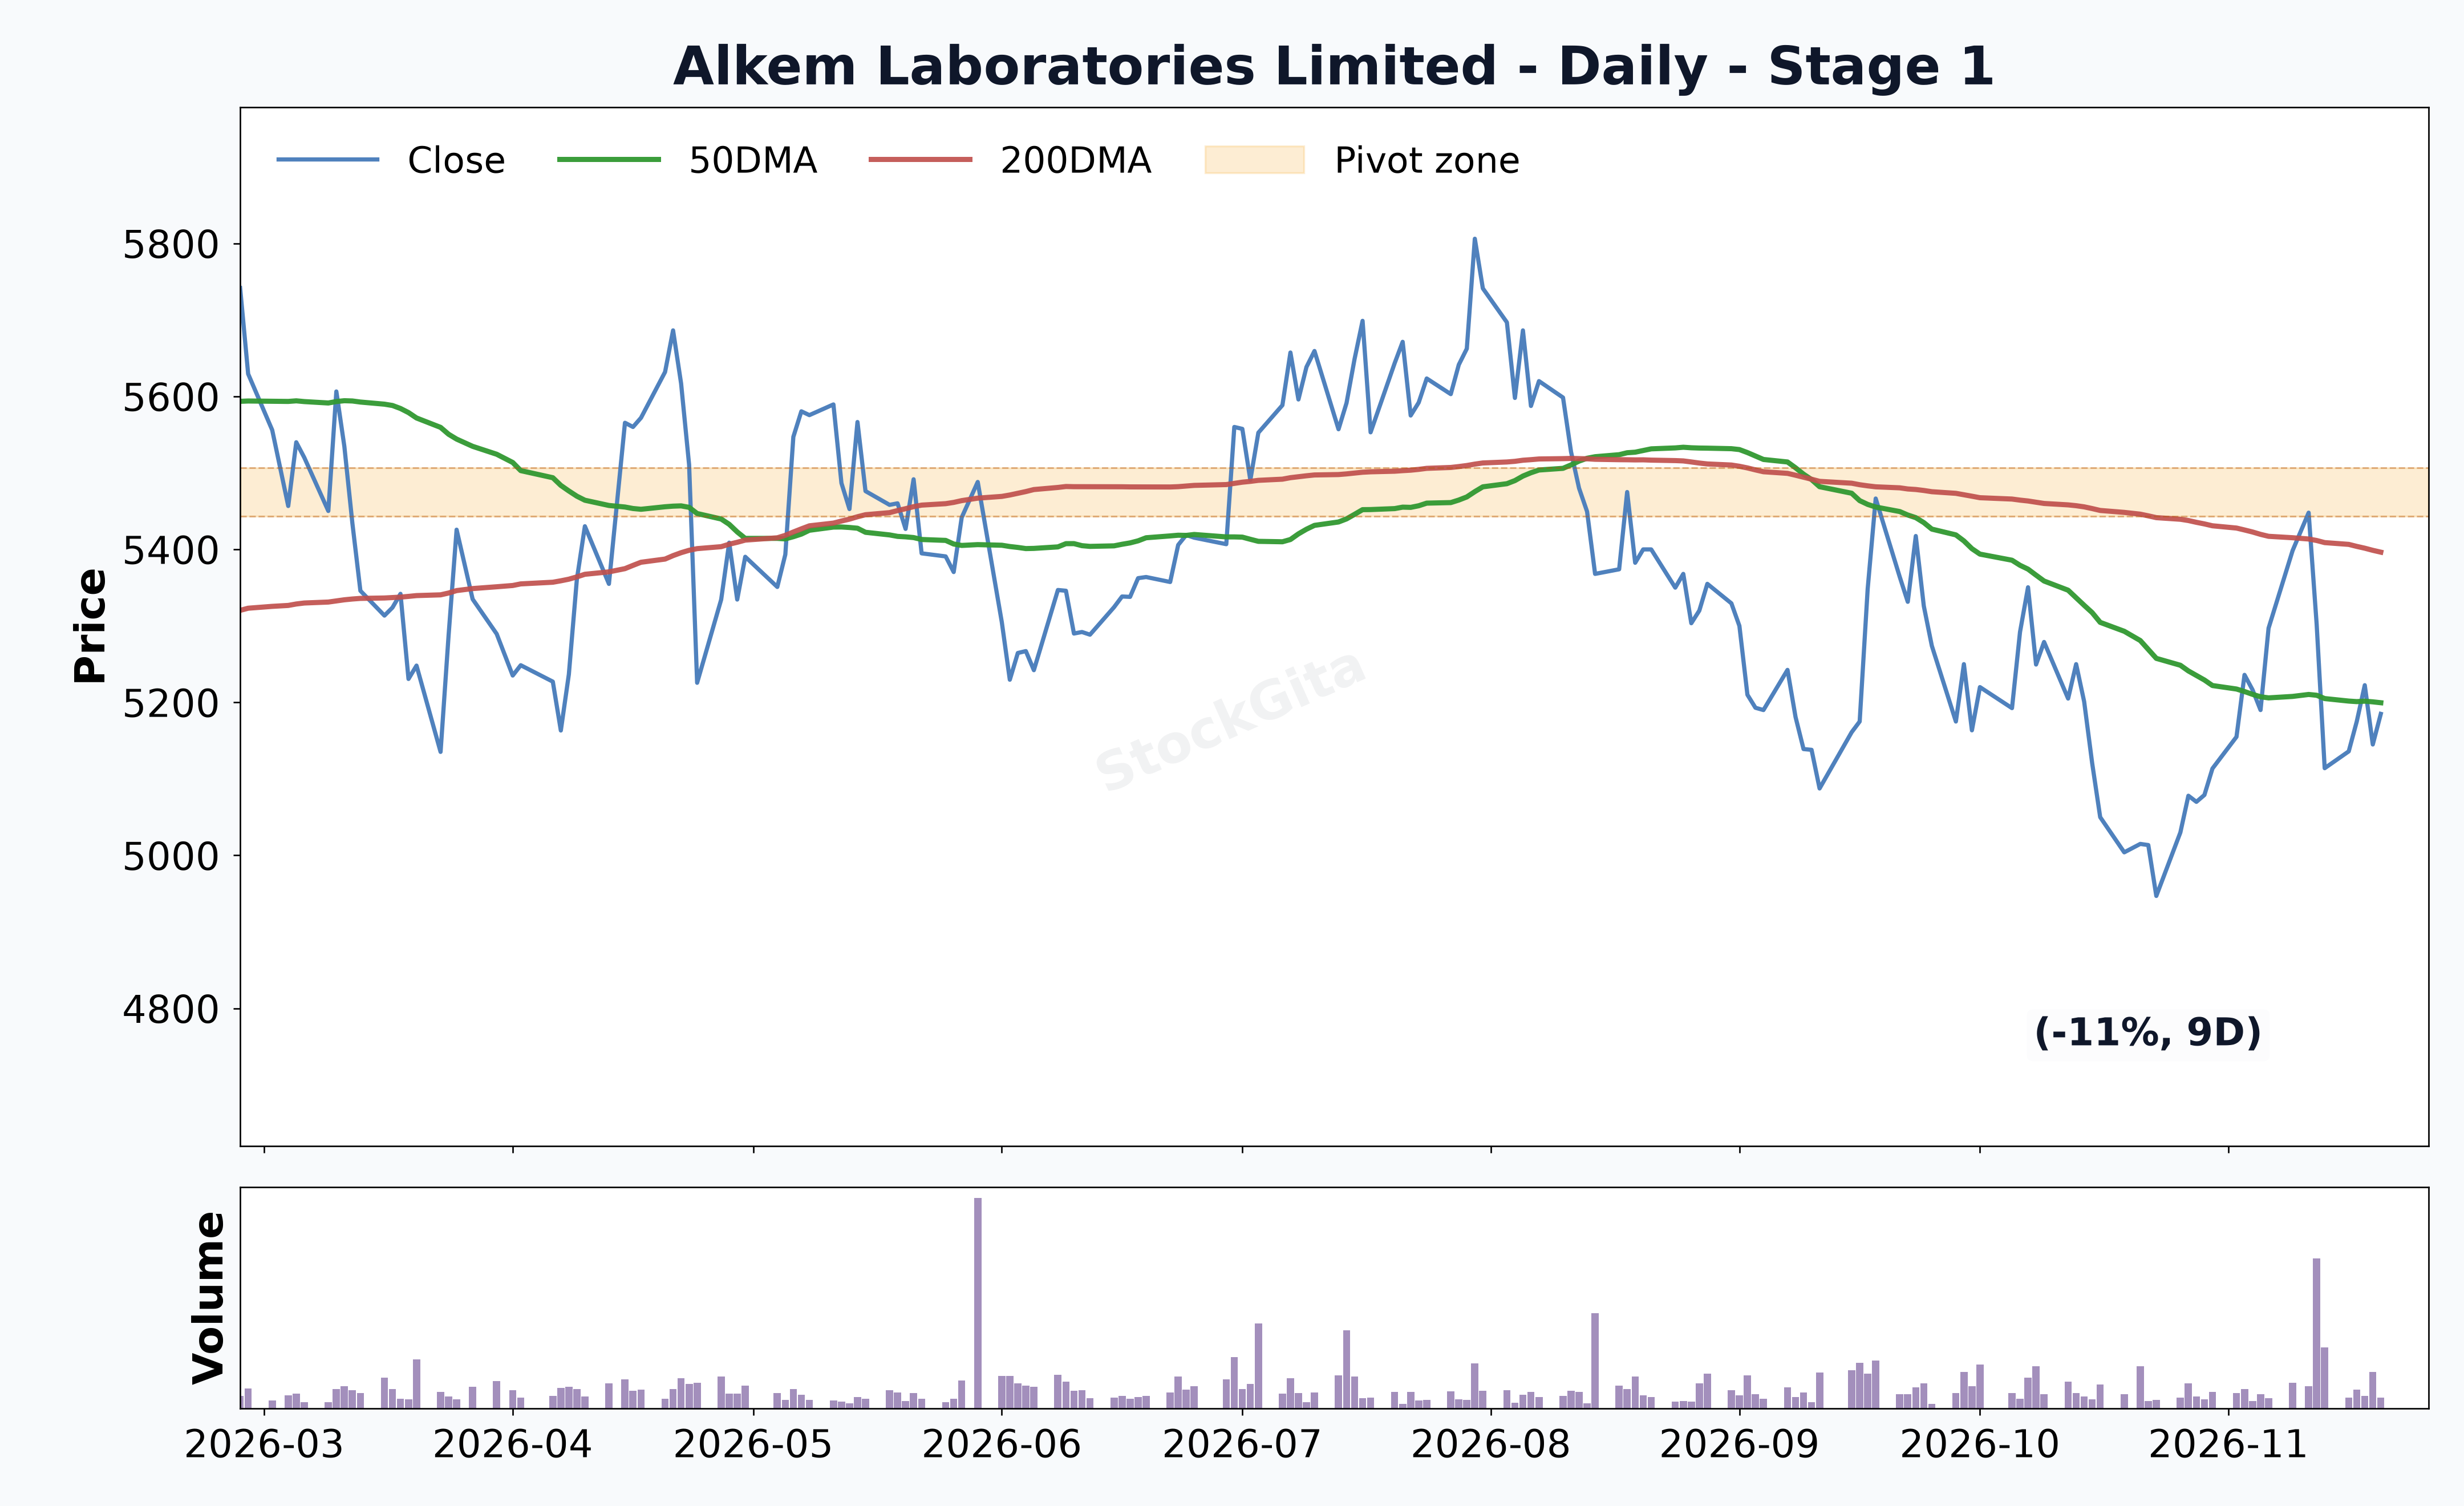 Alkem Laboratories Limited - Daily - Stage 1
Close 50DMA 200DMA Pivot zone
Price
5800
5600
5400
5200
5000
4800
StockGita
(-11%, 9D)
Volume
2026-03 2026-04 2026-05 2026-06 2026-07 2026-08 2026-09 2026-10 2026-11